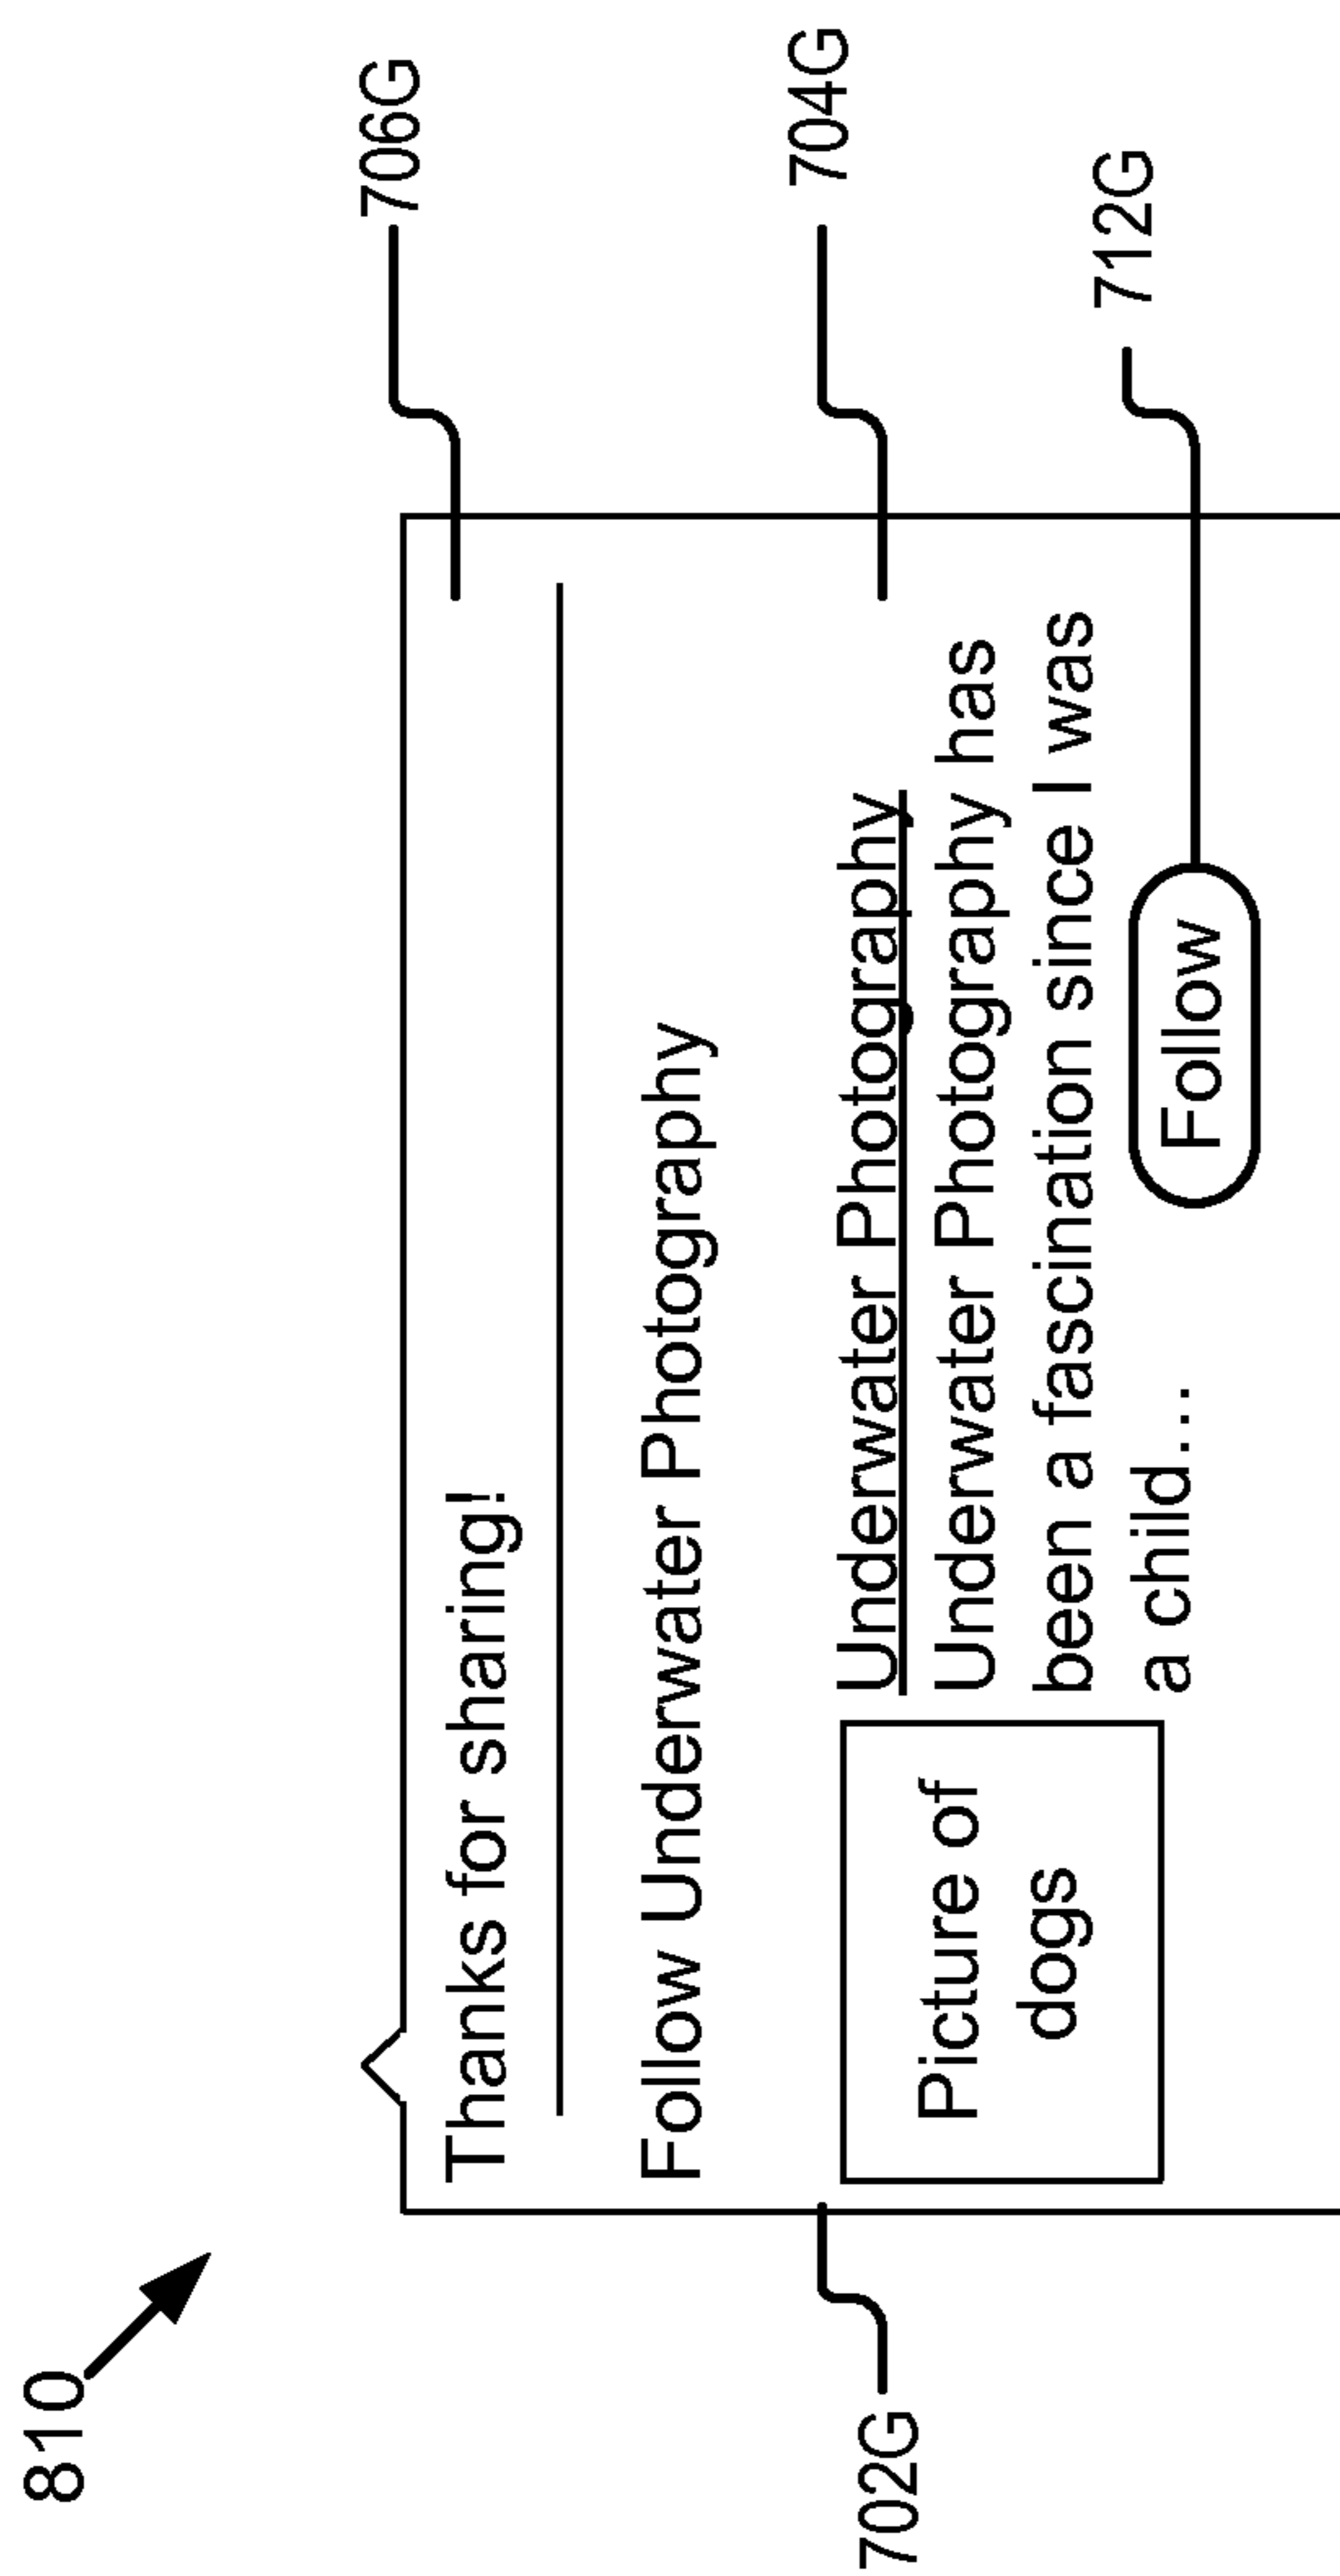 810
706G
Thanks for sharing!
Follow Underwater Photography
702G
704G
Picture of
dogs
Underwater Photography
Underwater Photography has
been a fascination since I was
a child...
Follow
712G